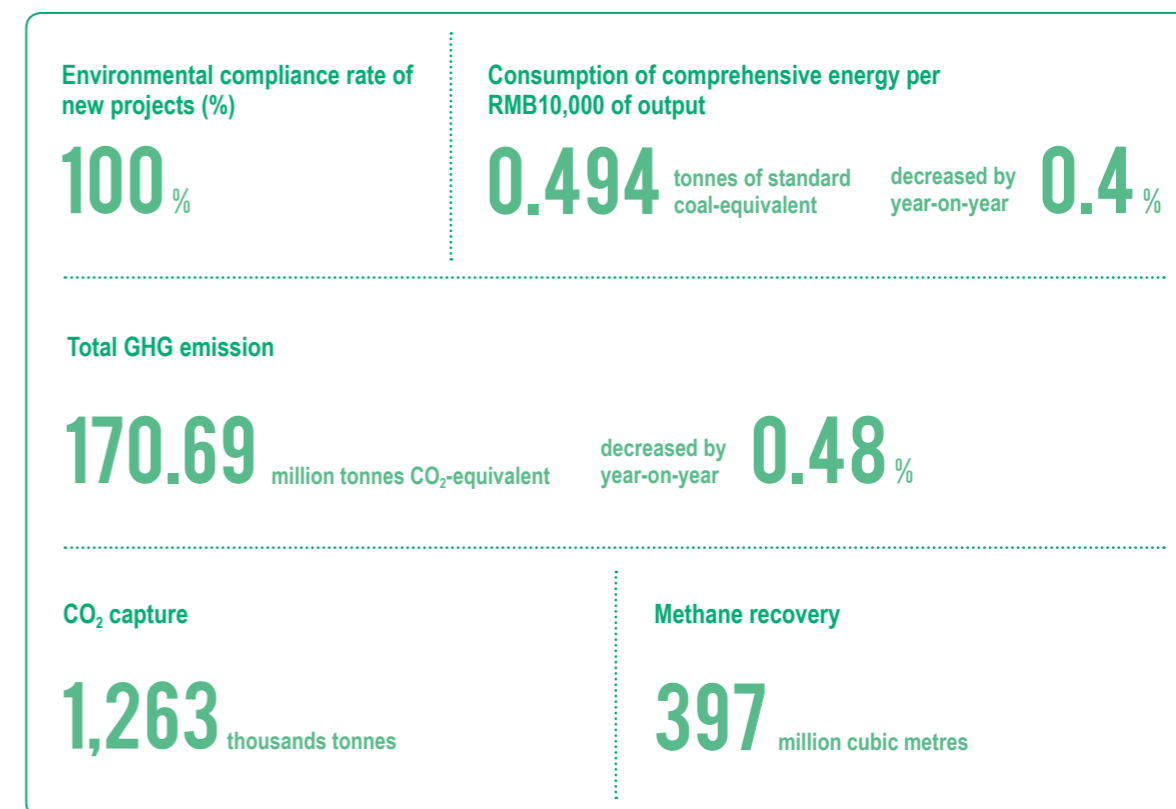 Environmental compliance rate of
new projects (%)
100 %
Consumption of comprehensive energy per
RMB10,000 of output
0.494 tonnes of standard
coal-equivalent
decreased by
year-on-year
0.4 %
Total GHG emission
170.69 million tonnes CO₂-equivalent
decreased by
year-on-year
0.48 %
CO₂ capture
1,263 thousands tonnes
Methane recovery
397 million cubic metres